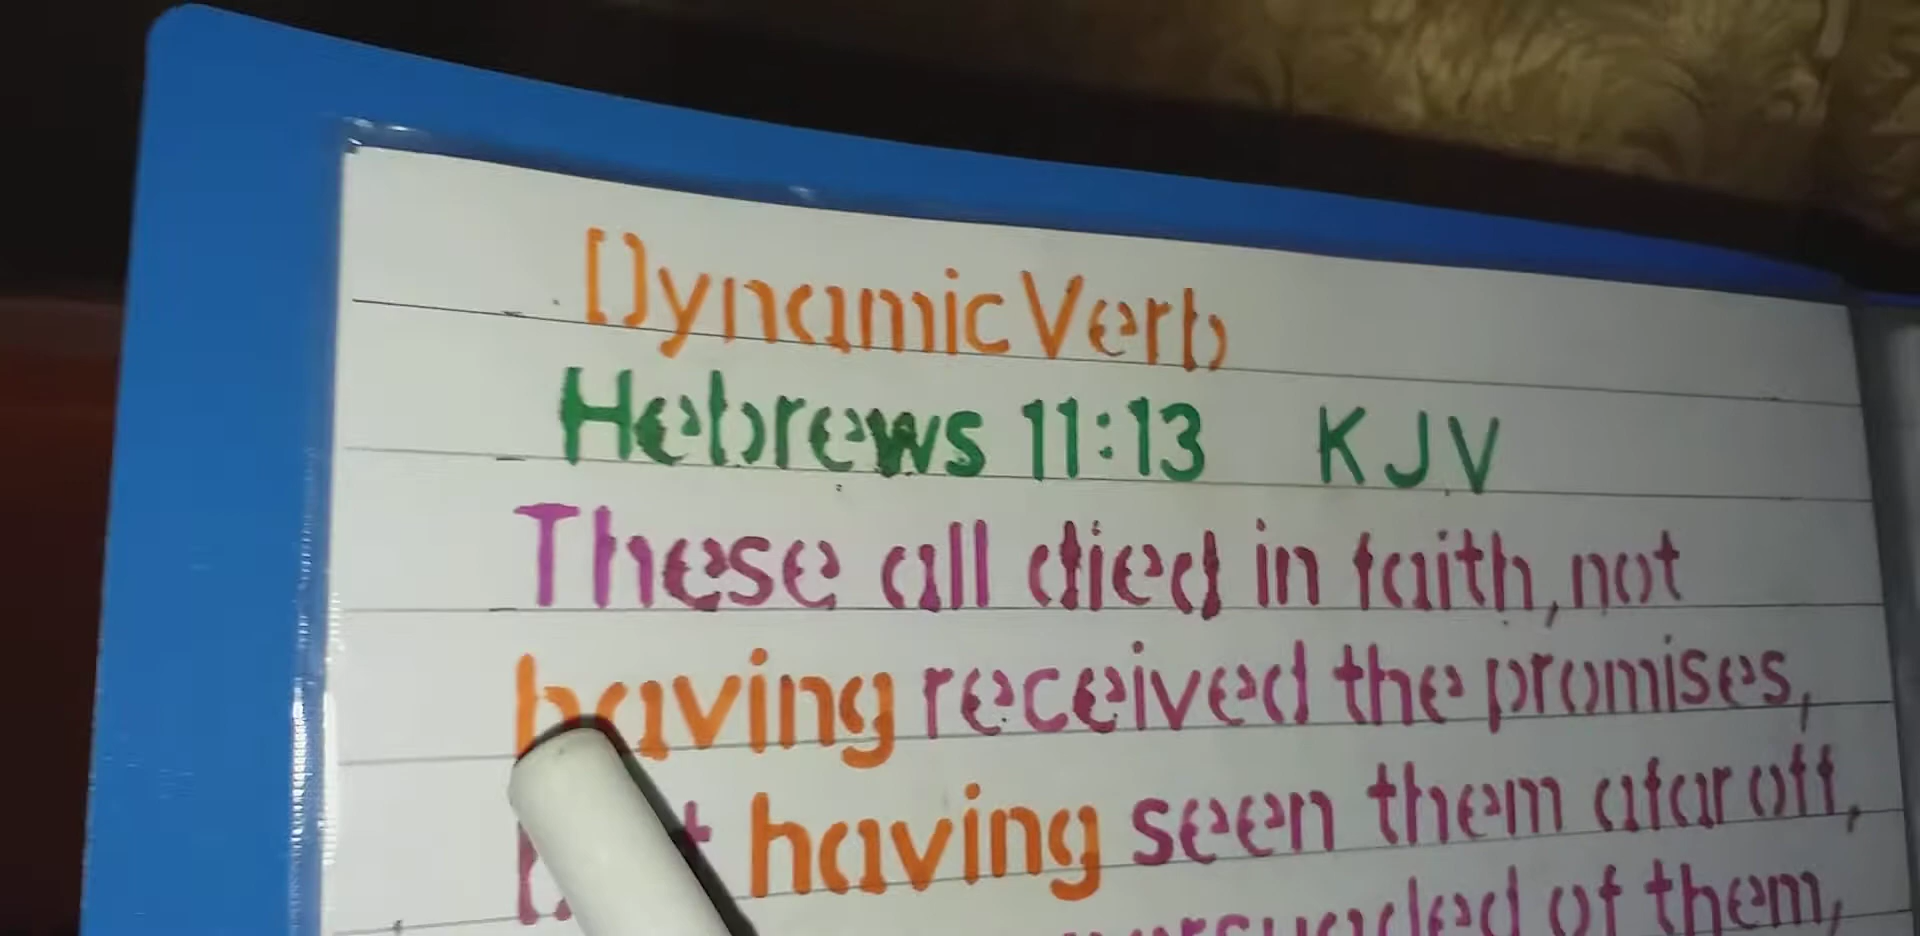 Dynamic Verb
Hebrews 11:13 KJV
These all died in faith, not
having received the promises,
having seen them afar off,
of them,